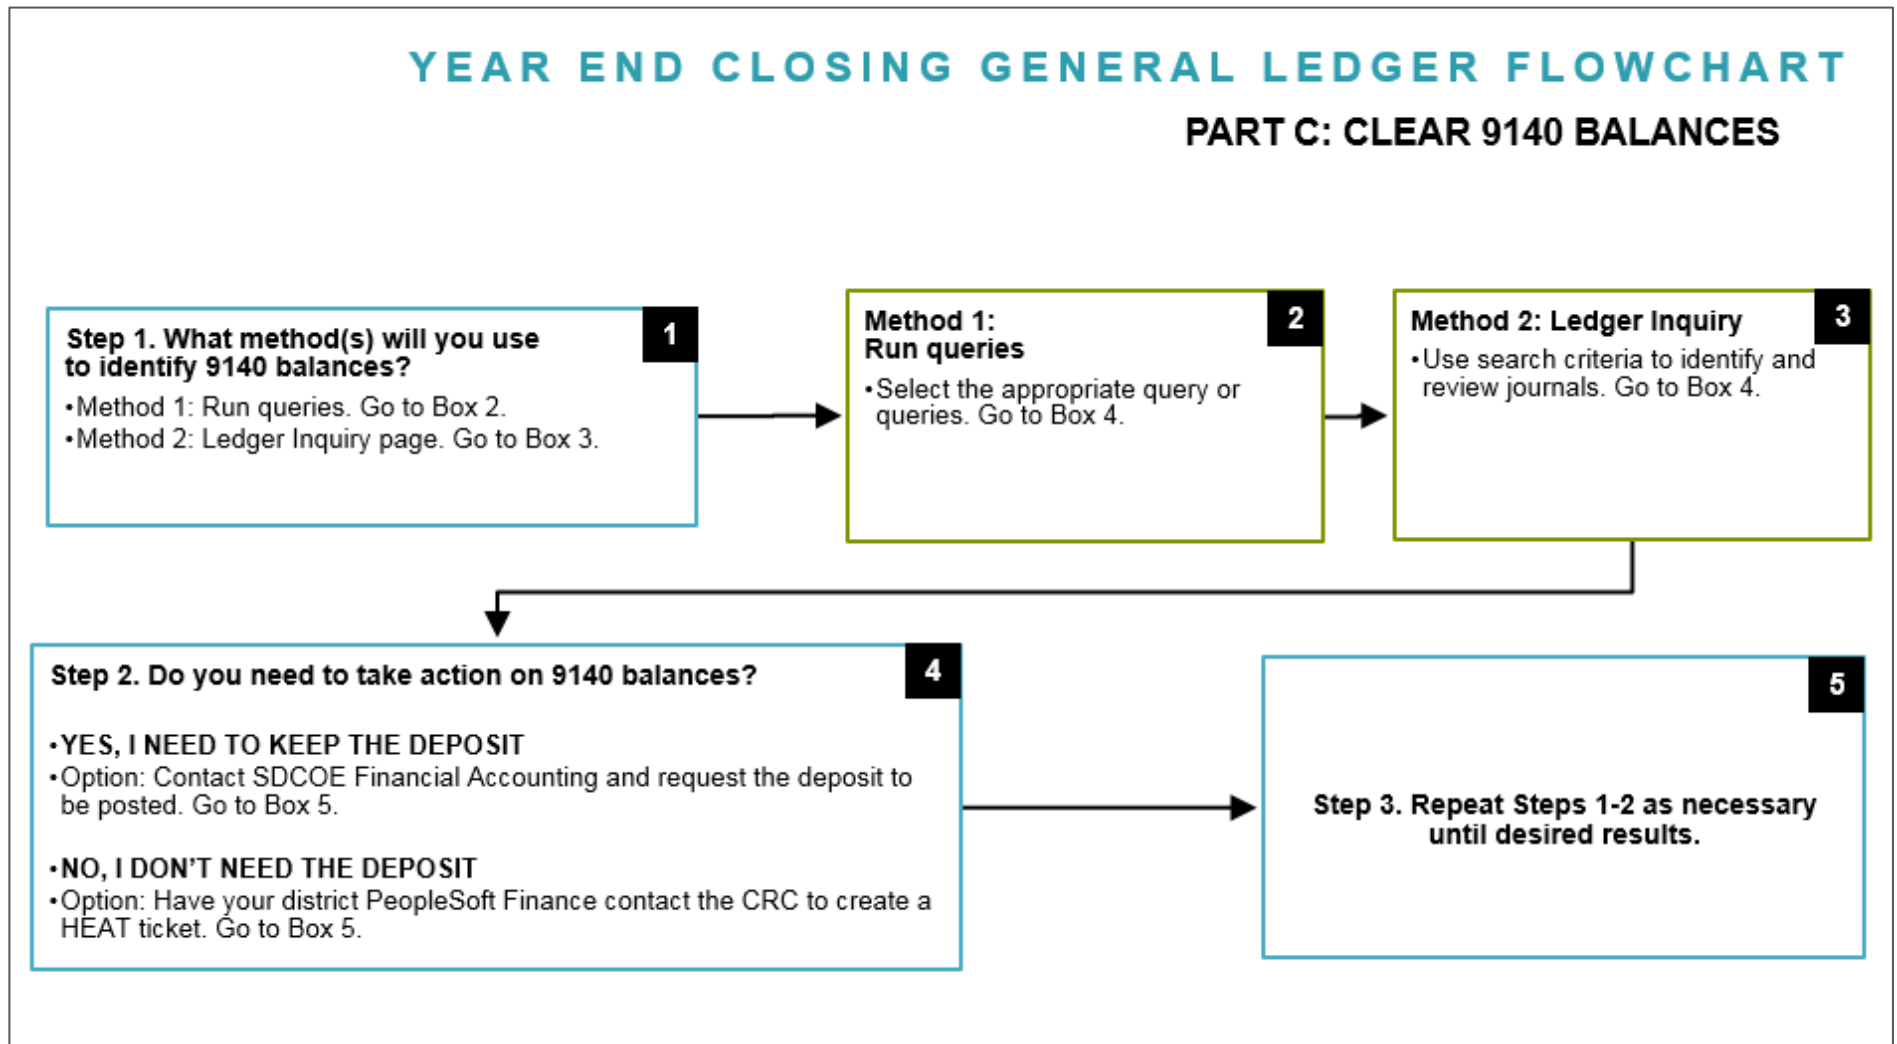 YEAR END CLOSING GENERAL LEDGER FLOWCHART
PART C: CLEAR 9140 BALANCES
1
Step 1. What method(s) will you use
to identify 9140 balances?
•Method 1: Run queries. Go to Box 2.
•Method 2: Ledger Inquiry page. Go to Box 3.
2
Method 1:
Run queries
•Select the appropriate query or
queries. Go to Box 4.
3
Method 2: Ledger Inquiry
•Use search criteria to identify and
review journals. Go to Box 4.
4
Step 2. Do you need to take action on 9140 balances?
•YES, I NEED TO KEEP THE DEPOSIT
•Option: Contact SDCOE Financial Accounting and request the deposit to
be posted. Go to Box 5.
•NO, I DON'T NEED THE DEPOSIT
•Option: Have your district PeopleSoft Finance contact the CRC to create a
HEAT ticket. Go to Box 5.
5
Step 3. Repeat Steps 1-2 as necessary
until desired results.